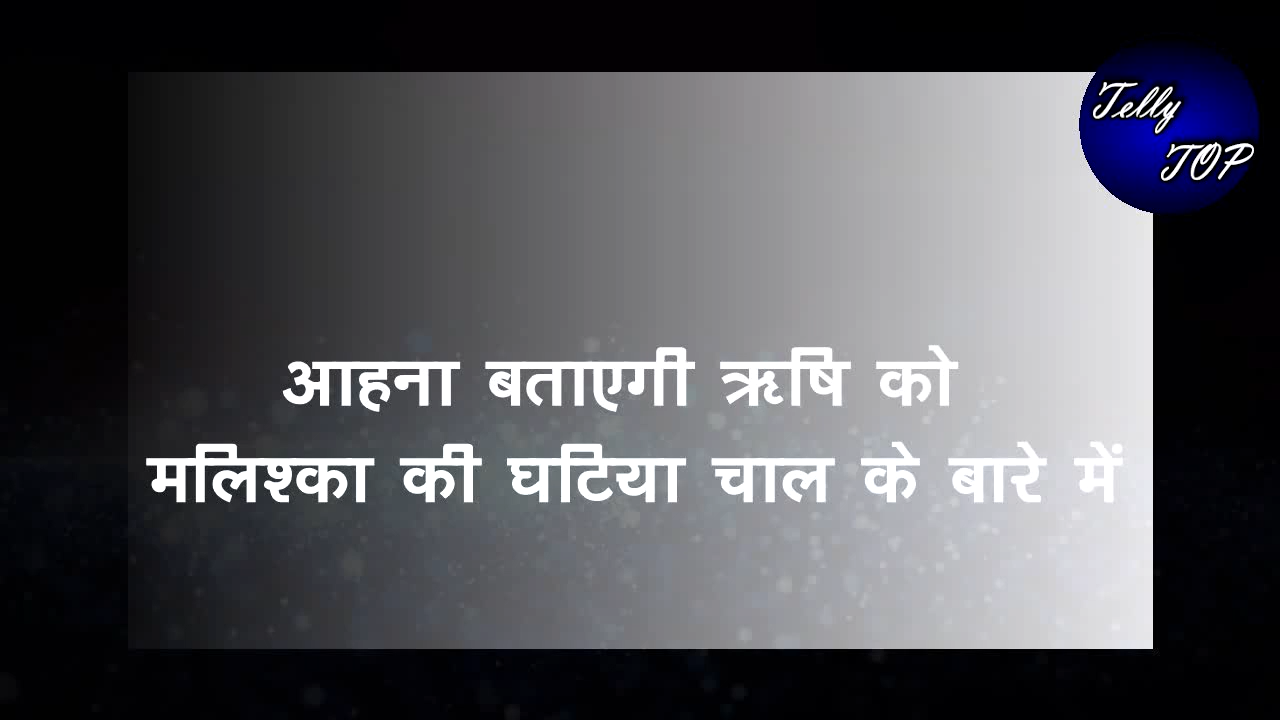 Telly
TOP
आहना बताएगी ऋषि को
मलिश्का की घटिया चाल के बारे में